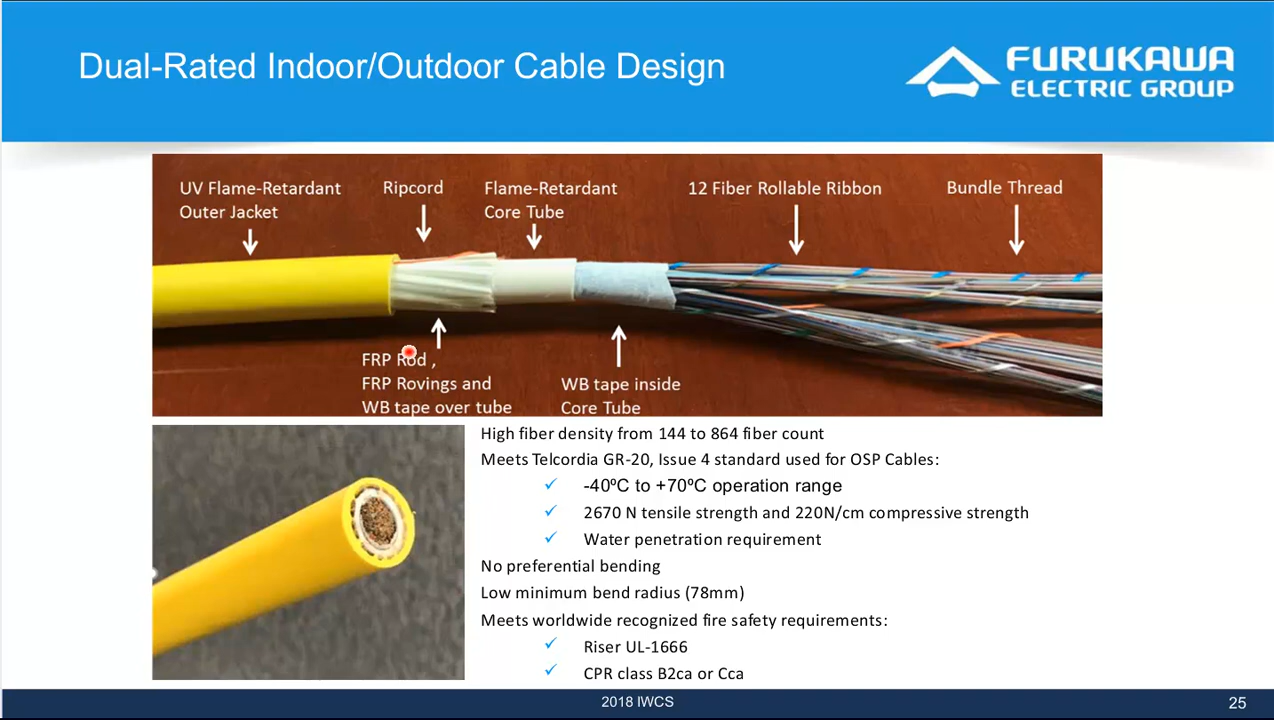 Dual-Rated Indoor/Outdoor Cable Design
FURUKAWA
ELECTRIC GROUP
UV Flame-Retardant
Outer Jacket
Ripcord
Flame-Retardant
Core Tube
12 Fiber Rollable Ribbon
Bundle Thread
FRP Rod ,
FRP Rovings and
WB tape over tube
WB tape inside
Core Tube
High fiber density from 144 to 864 fiber count
Meets Telcordia GR-20, Issue 4 standard used for OSP Cables:
✓ -40ºC to +70ºC operation range
✓ 2670 N tensile strength and 220N/cm compressive strength
✓ Water penetration requirement
No preferential bending
Low minimum bend radius (78mm)
Meets worldwide recognized fire safety requirements:
✓ Riser UL-1666
✓ CPR class B2ca or Cca
2018 IWCS
25